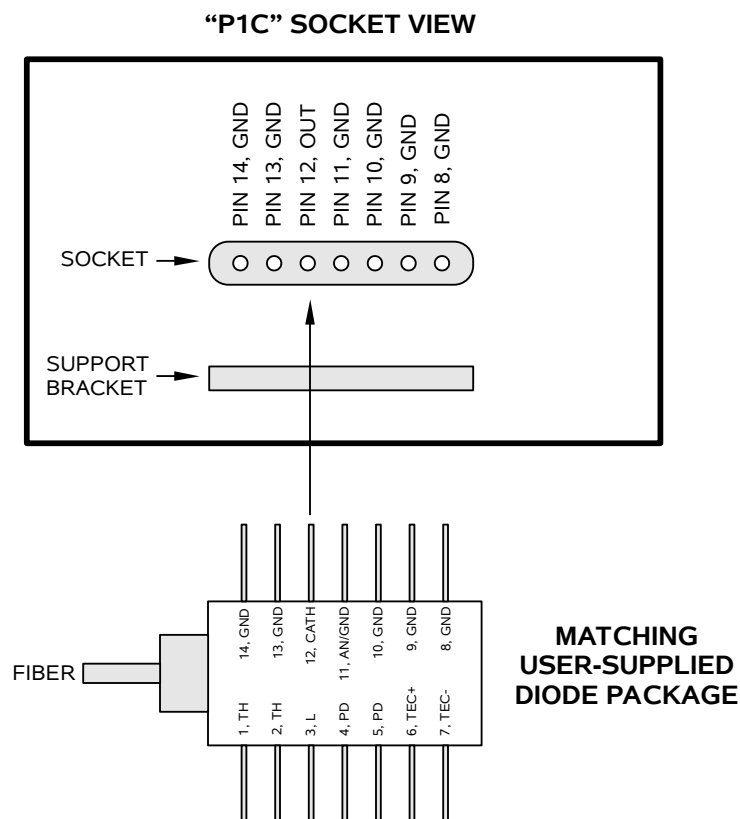 “P1C” SOCKET VIEW
PIN 14, GND
PIN 13, GND
PIN 12, OUT
PIN 11, GND
PIN 10, GND
PIN 9, GND
PIN 8, GND
SOCKET
SUPPORT
BRACKET
14, GND
13, GND
12, CATH
11, AN/GND
10, GND
9, GND
8, GND
FIBER
1, TH
2, TH
3, L
4, PD
5, PD
6, TEC+
7, TEC-
MATCHING
USER-SUPPLIED
DIODE PACKAGE